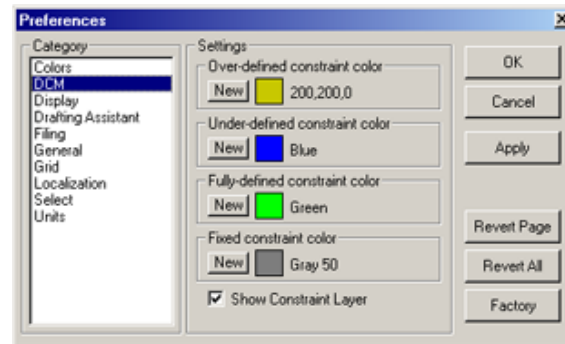 Preferences
Category
Colors
DCM
Display
Drafting Assistant
Filing
General
Grid
Localization
Select
Units
Settings
Over-defined constraint color
New 200,200,0
Under-defined constraint color
New Blue
Fully-defined constraint color
New Green
Fixed constraint color
New Gray 50
Show Constraint Layer
OK
Cancel
Apply
Revert Page
Revert All
Factory